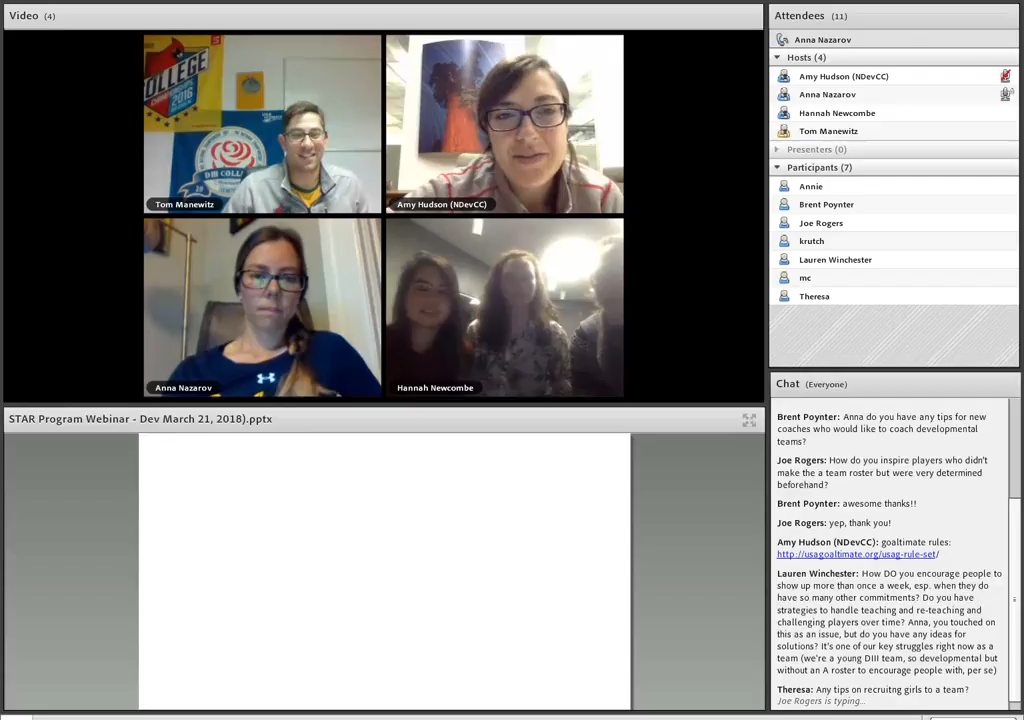 Video (4)
COLLEGE
2016
DIII COLL
Tom Manewitz
Amy Hudson (NDevCC)
Anna Nazarov
Hannah Newcombe
STAR Program Webinar - Dev March 21, 2018).pptx
Attendees (11)
Anna Nazarov
Hosts (4)
Amy Hudson (NDevCC)
Anna Nazarov
Hannah Newcombe
Tom Manewitz
Presenters (0)
Participants (7)
Annie
Brent Poynter
Joe Rogers
krutch
Lauren Winchester
mc
Theresa
Chat (Everyone)
Brent Poynter: Anna do you have any tips for new
coaches who would like to coach developmental
teams?
Joe Rogers: How do you inspire players who didn't
make the a team roster but were very determined
beforehand?
Brent Poynter: awesome thanks!!
Joe Rogers: yep, thank you!
Amy Hudson (NDevCC): goaltimate rules:
http://usagoaltimate.org/usag-rule-set/
Lauren Winchester: How DO you encourage people to
show up more than once a week, esp. when they do
have so many other commitments? Do you have
strategies to handle teaching and re-teaching and
challenging players over time? Anna, you touched on
this as an issue, but do you have any ideas for
solutions? It's one of our key struggles right now as a
team (we're a young DIII team, so developmental but
without an A roster to encourage people with, per se)
Theresa: Any tips on recruitng girls to a team?
Joe Rogers is typing...